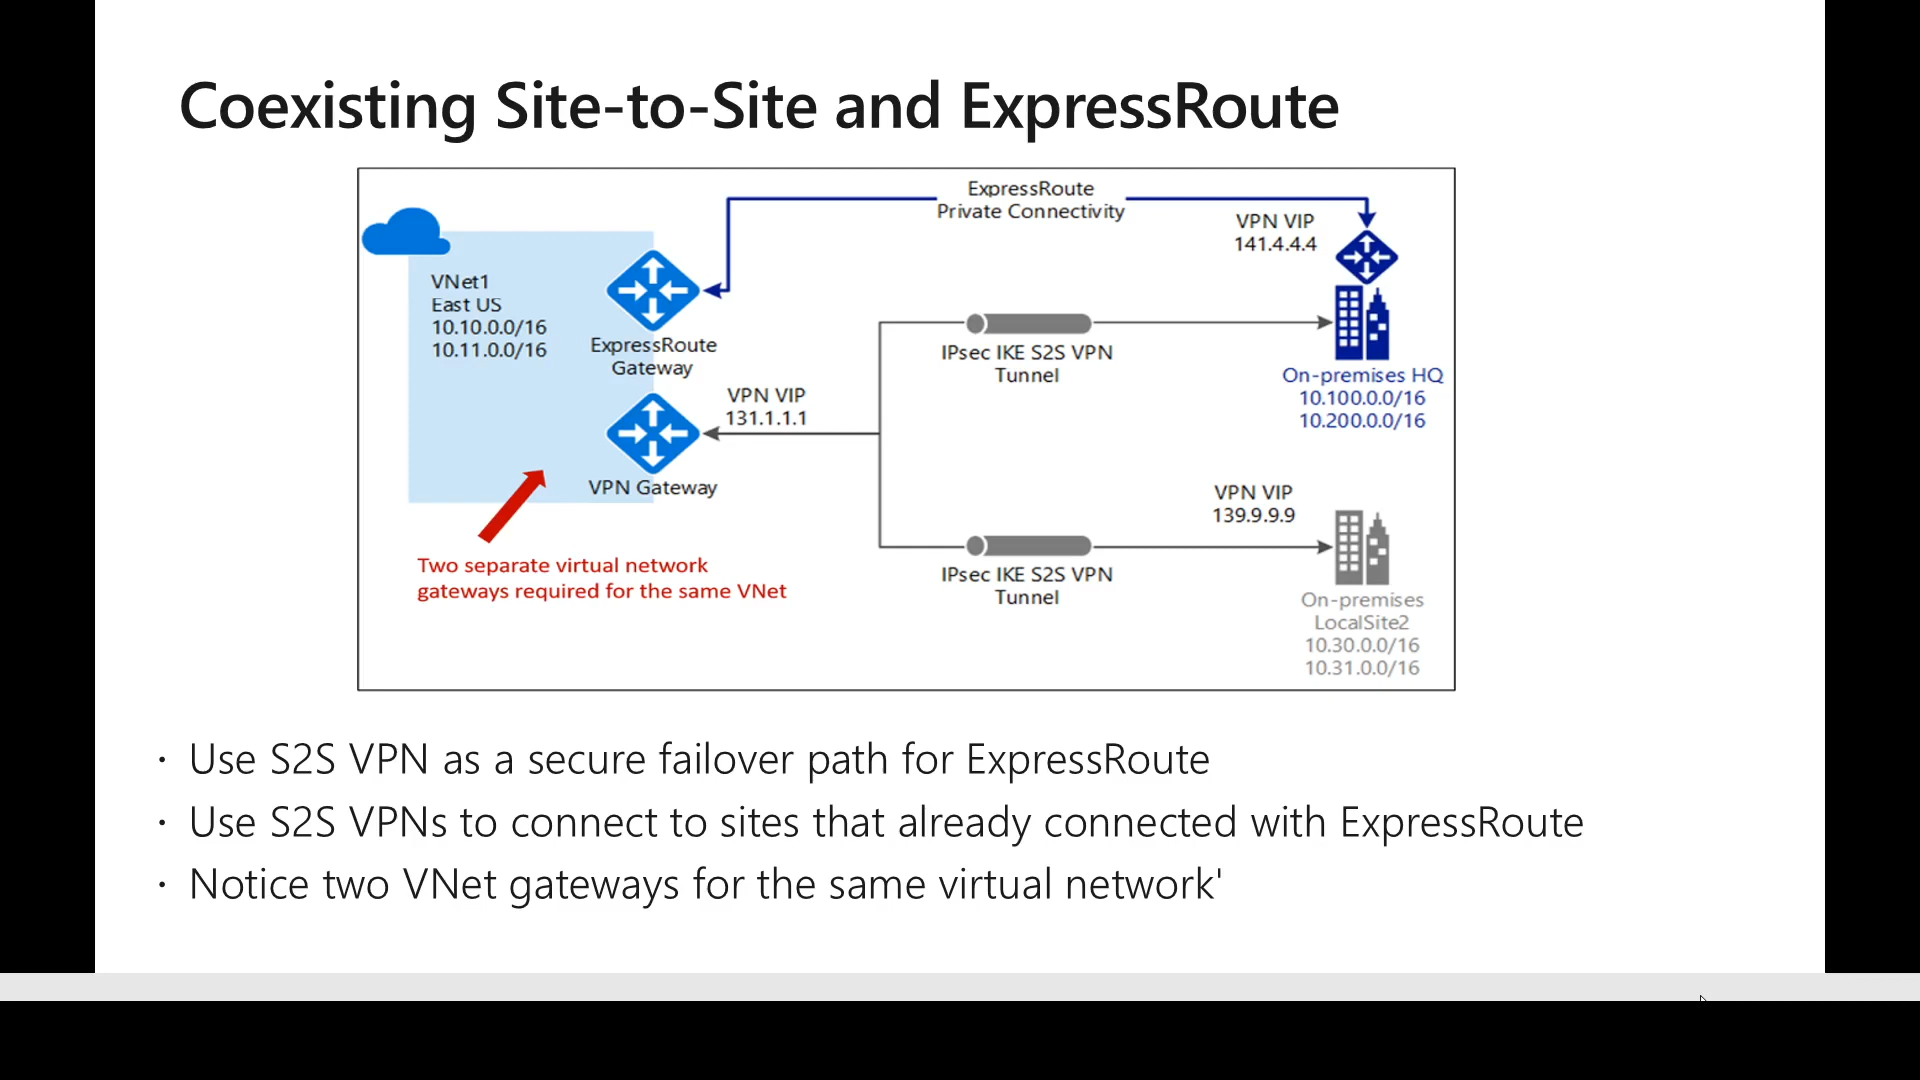 Coexisting Site-to-Site and ExpressRoute
ExpressRoute
Private Connectivity
VPN VIP
141.4.4.4
VNet1
East US
10.10.0.0/16
10.11.0.0/16
ExpressRoute
Gateway
IPsec IKE S2S VPN
Tunnel
On-premises HQ
10.100.0.0/16
10.200.0.0/16
VPN VIP
131.1.1.1
VPN Gateway
VPN VIP
139.9.9.9
Two separate virtual network
gateways required for the same VNet
IPsec IKE S2S VPN
Tunnel
On-premises
LocalSite2
10.30.0.0/16
10.31.0.0/16
· Use S2S VPN as a secure failover path for ExpressRoute
· Use S2S VPNs to connect to sites that already connected with ExpressRoute
· Notice two VNet gateways for the same virtual network'